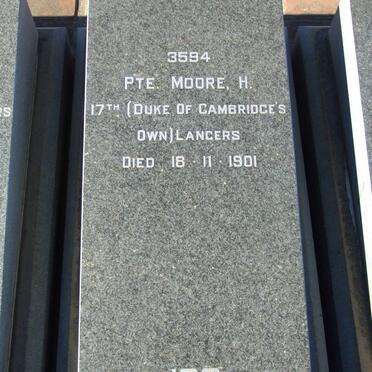 3594
PTE. MOORE, H.
17TH (DUKE OF CAMBRIDGE'S
OWN) LANCERS
DIED 18 · 11 · 1901